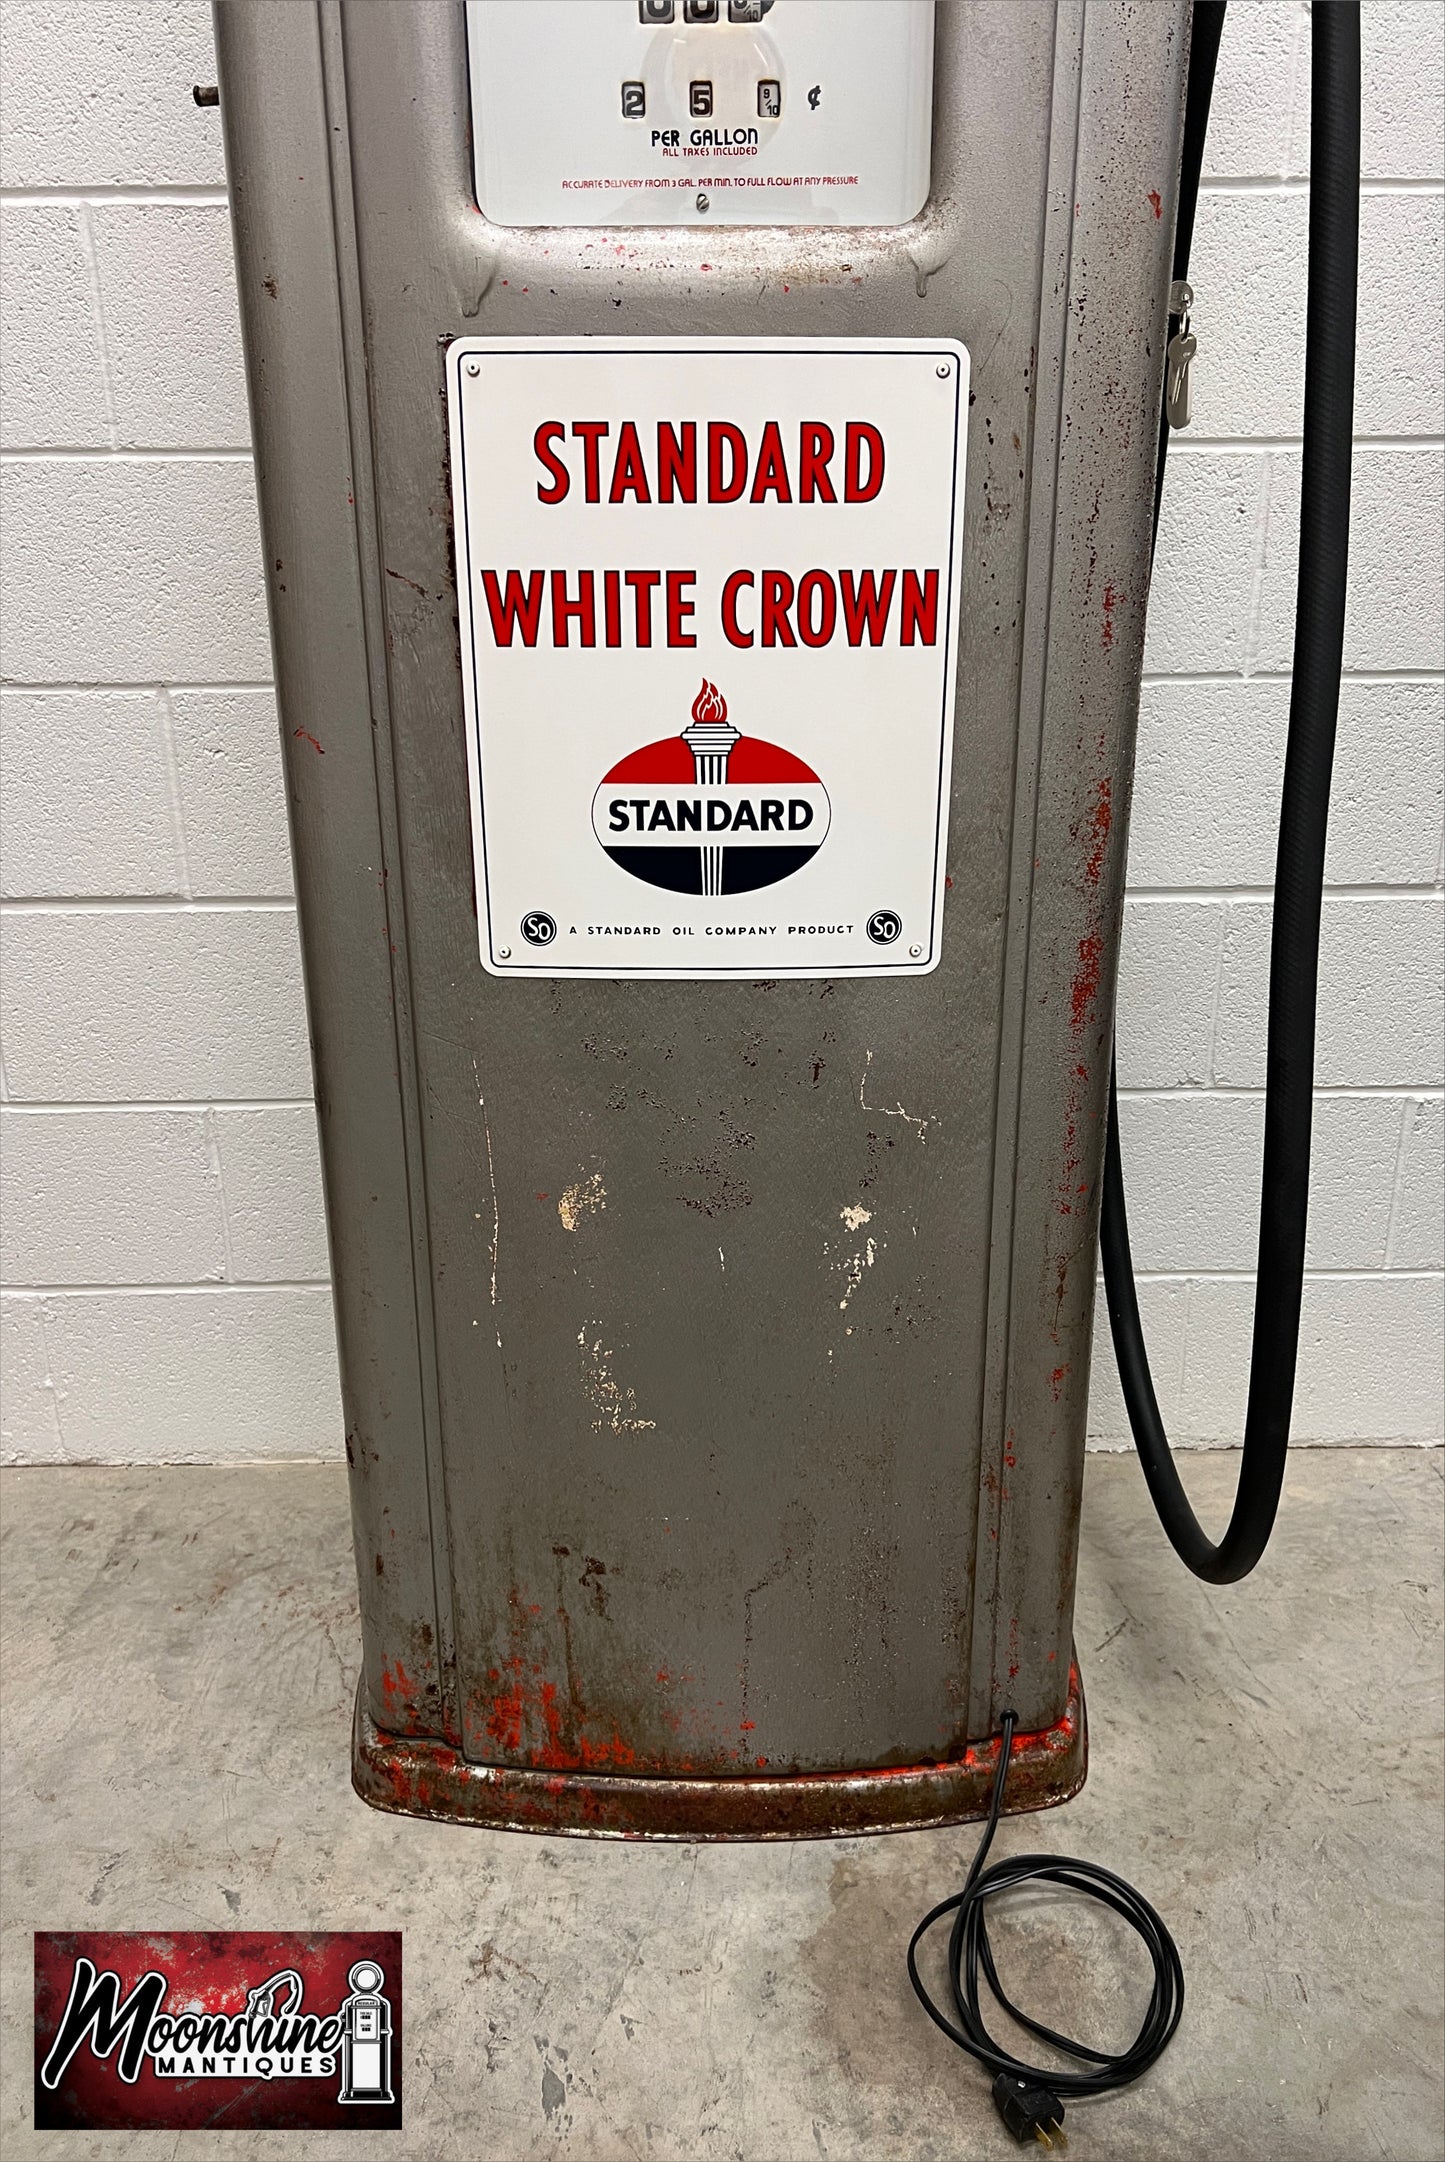 2 5 9/10 ¢
PER GALLON
ALL TAXES INCLUDED
ACCURATE DELIVERY FROM 3 GAL. PER MIN. TO FULL FLOW AT ANY PRESSURE
STANDARD
WHITE CROWN
STANDARD
SO A STANDARD OIL COMPANY PRODUCT SO
Moonshine
MANTIQUES